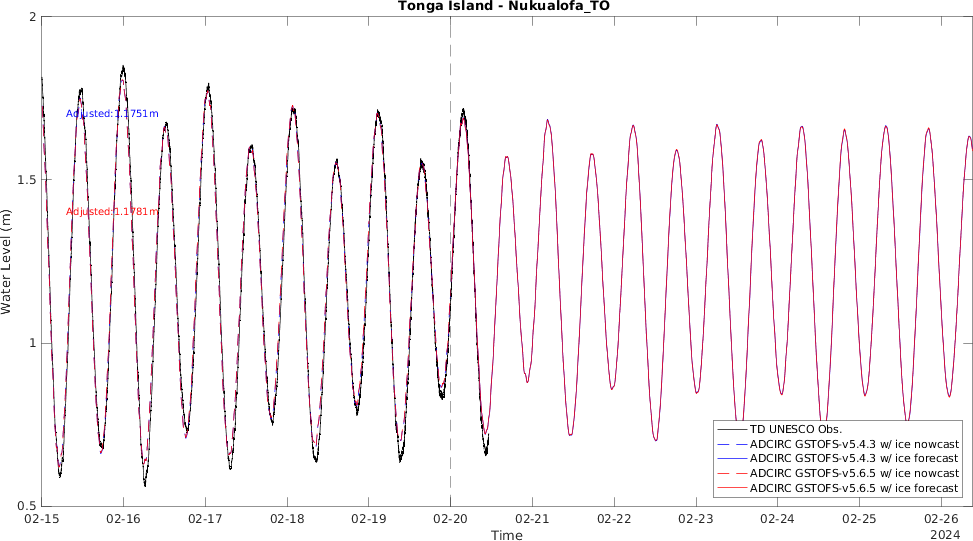 Tonga Island - Nukualofa_TO
2
1.5
1
0.5
Water Level (m)
Adjusted:1.1751m
Adjusted:1.1781m
TD UNESCO Obs.
ADCIRC GSTOFS-v5.4.3 w/ ice nowcast
ADCIRC GSTOFS-v5.4.3 w/ ice forecast
ADCIRC GSTOFS-v5.6.5 w/ ice nowcast
ADCIRC GSTOFS-v5.6.5 w/ ice forecast
02-15 02-16 02-17 02-18 02-19 02-20 02-21 02-22 02-23 02-24 02-25 02-26
Time
2024